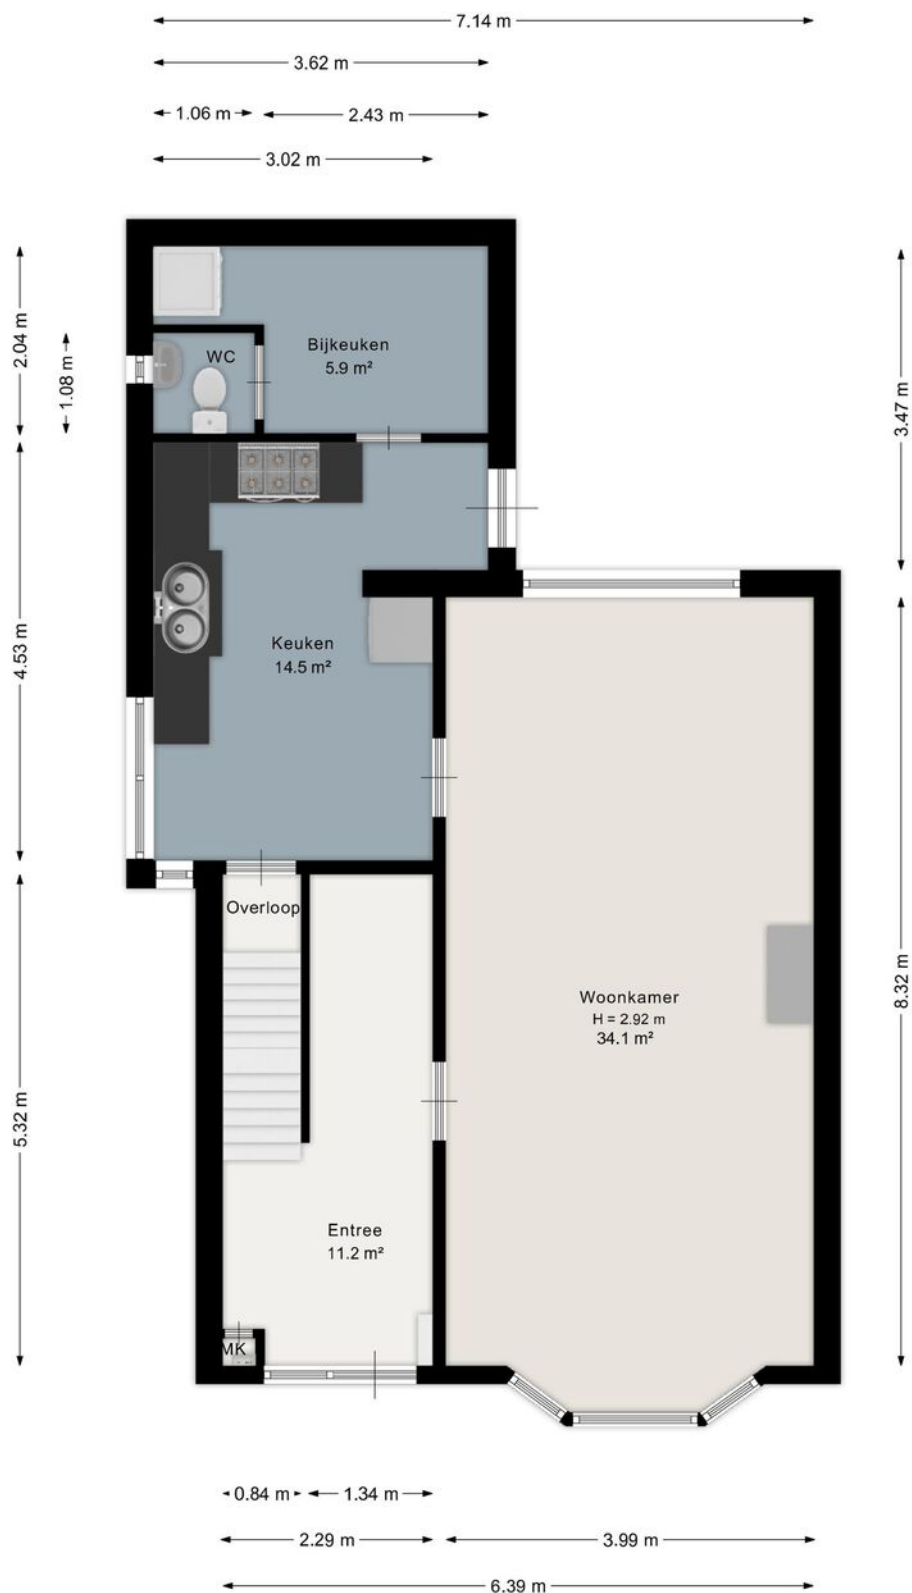 7.14 m
3.62 m
1.06 m
2.43 m
3.02 m
2.04 m
1.08 m
3.47 m
WC
Bijkeuken
5.9 m²
4.53 m
Keuken
14.5 m²
Overloop
8.32 m
Woonkamer
H = 2.92 m
34.1 m²
5.32 m
Entree
11.2 m²
MK
0.84 m
1.34 m
2.29 m
3.99 m
6.39 m